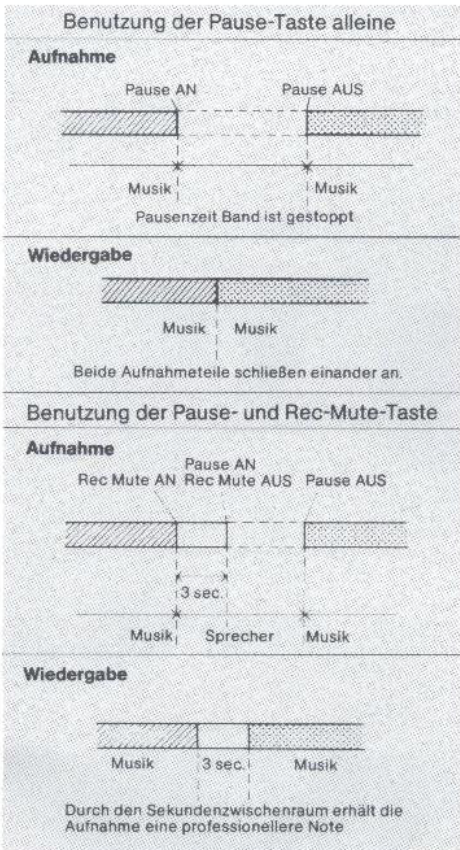 Benutzung der Pause-Taste alleine
Aufnahme
Pause AN Pause AUS
Musik Musik
Pausenzeit Band ist gestoppt
Wiedergabe
Musik Musik
Beide Aufnahmeteile schließen einander an.
Benutzung der Pause- und Rec-Mute-Taste
Aufnahme
Pause AN
Rec Mute AN Rec Mute AUS Pause AUS
3 sec.
Musik Sprecher Musik
Wiedergabe
Musik 3 sec. Musik
Durch den Sekundenzwischenraum erhält die
Aufnahme eine professionellere Note